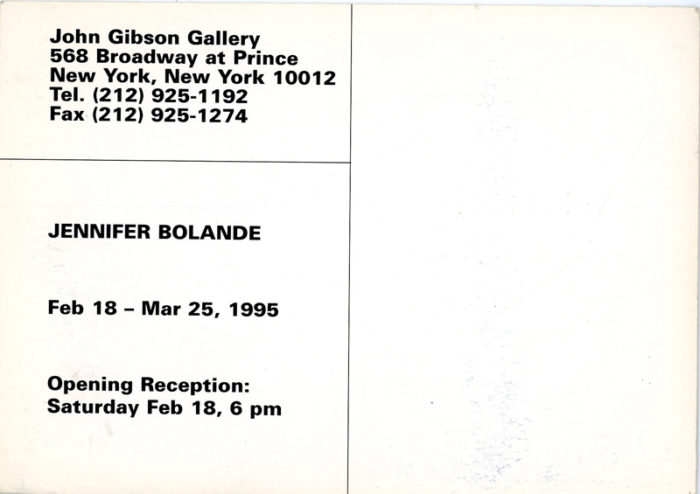 John Gibson Gallery
568 Broadway at Prince
New York, New York 10012
Tel. (212) 925-1192
Fax (212) 925-1274
JENNIFER BOLANDE
Feb 18 – Mar 25, 1995
Opening Reception:
Saturday Feb 18, 6 pm